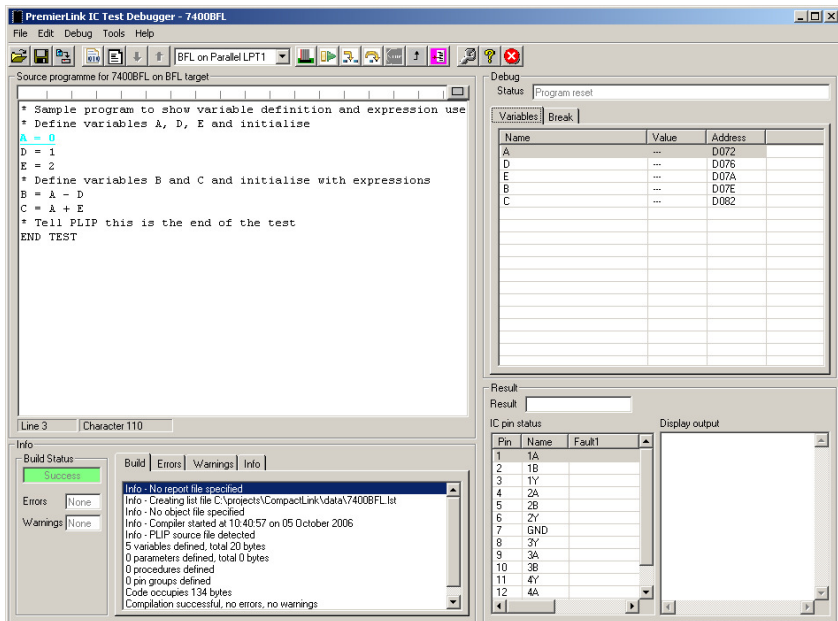 PremierLink IC Test Debugger - 7400BFL
File Edit Debug Tools Help
BFL on Parallel LPT1
Source programme for 7400BFL on BFL target
* Sample program to show variable definition and expression use
* Define variables A, D, E and initialise
A = 0
D = 1
E = 2
* Define variables B and C and initialise with expressions
B = A - D
C = A + E
* Tell PLIP this is the end of the test
END TEST
Line 3 Character 110
Debug
Status Program reset
Variables Break
Name Value Address
A --- D072
D --- D076
E --- D07A
B --- D07E
C --- D082
Info
Build Status
Success
Errors None
Warnings None
Build Errors Warnings Info
Info - No report file specified
Info - Creating list file C:\projects\CompactLink\data\7400BFL.lst
Info - No object file specified
Info - Compiler started at 10:40:57 on 05 October 2006
Info - PLIP source file detected
5 variables defined, total 20 bytes
0 parameters defined, total 0 bytes
0 procedures defined
0 pin groups defined
Code occupies 134 bytes
Compilation successful, no errors, no warnings
Result
Result
IC pin status
Pin Name Fault1
1 1A
2 1B
3 1Y
4 2A
5 2B
6 2Y
7 GND
8 3Y
9 3A
10 3B
11 4Y
12 4A
Display output